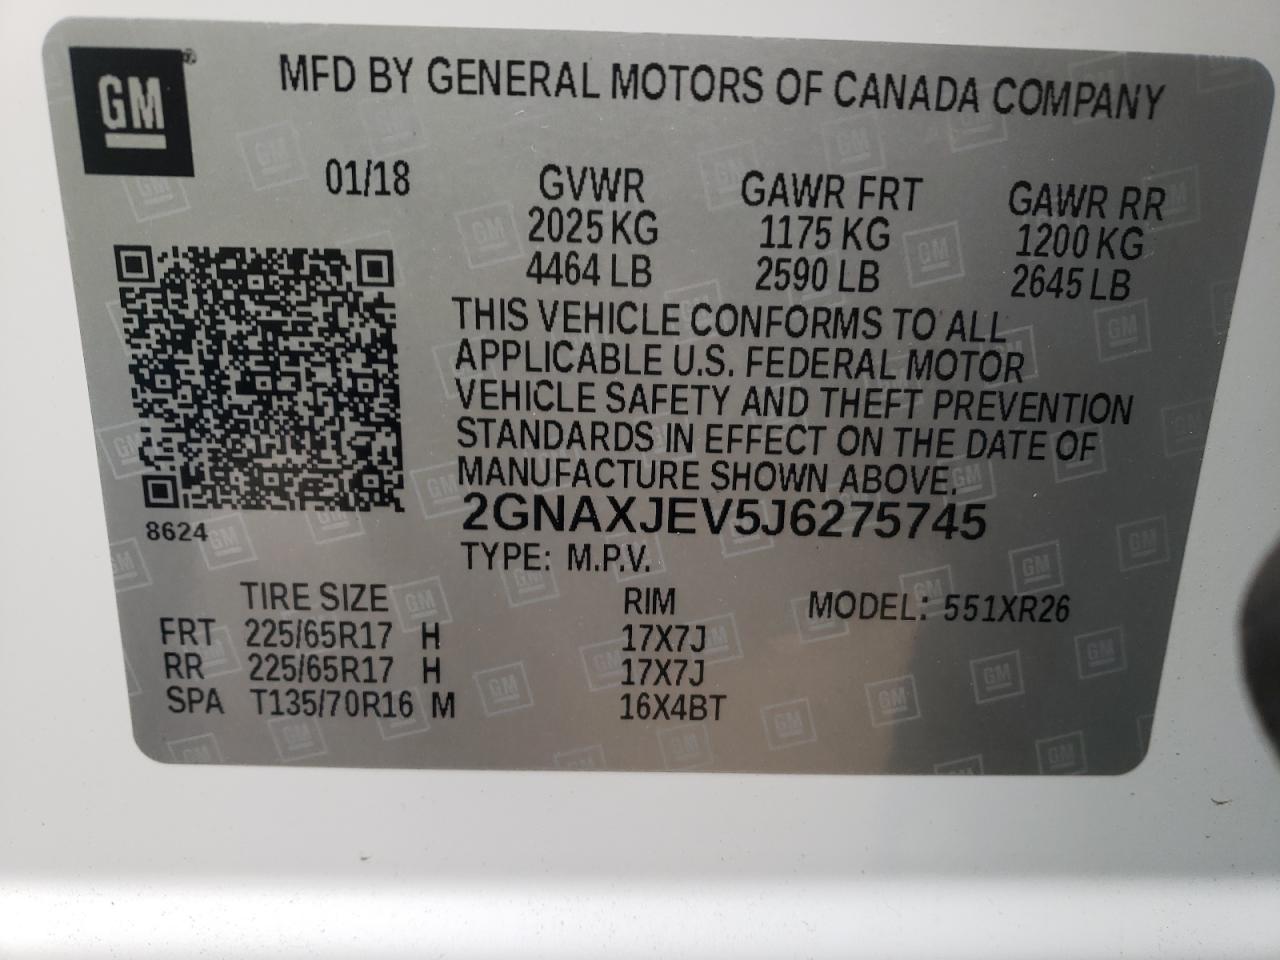 GM®
MFD BY GENERAL MOTORS OF CANADA COMPANY
01/18
GVWR
2025 KG
4464 LB
GAWR FRT
1175 KG
2590 LB
GAWR RR
1200 KG
2645 LB
THIS VEHICLE CONFORMS TO ALL
APPLICABLE U.S. FEDERAL MOTOR
VEHICLE SAFETY AND THEFT PREVENTION
STANDARDS IN EFFECT ON THE DATE OF
MANUFACTURE SHOWN ABOVE.
2GNAXJEV5J6275745
8624
TYPE: M.P.V.
TIRE SIZE RIM MODEL: 551XR26
FRT 225/65R17 H 17X7J
RR 225/65R17 H 17X7J
SPA T135/70R16 M 16X4BT